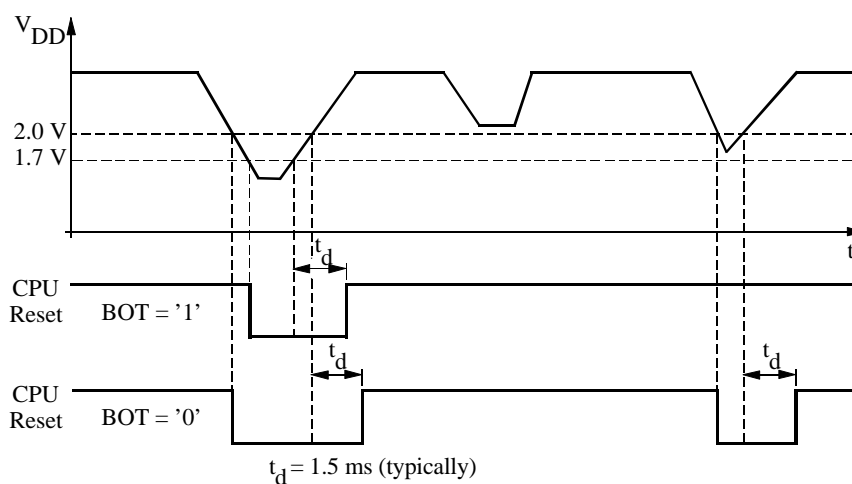 VDD
2.0 V
1.7 V
t
td
CPU
Reset
BOT = '1'
td
td
CPU
Reset
BOT = '0'
td = 1.5 ms (typically)